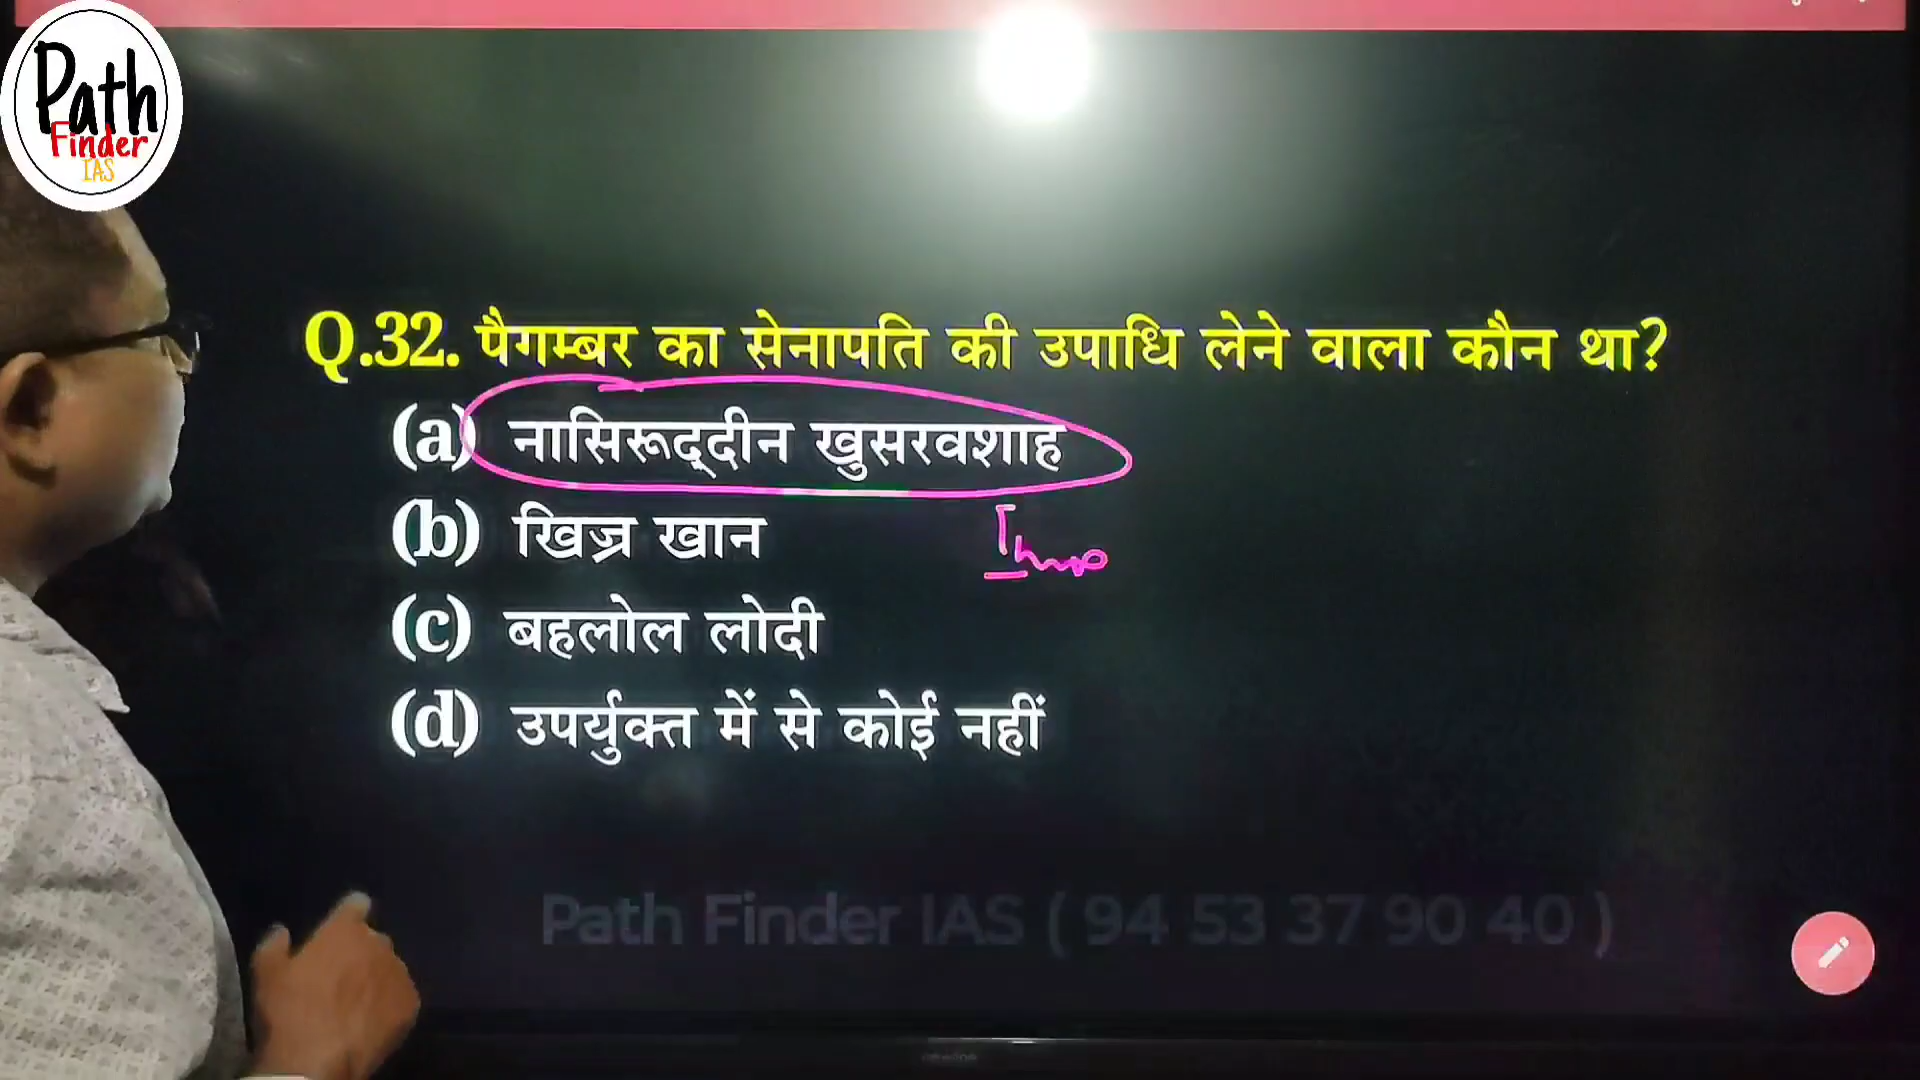 Path
Finder
IAS
Q.32. पैगम्बर का सेनापति की उपाधि लेने वाला कौन था?
(a) नासिरूद्दीन खुसरवशाह
(b) खिज्र खान
Imp
(c) बहलोल लोदी
(d) उपर्युक्त में से कोई नहीं
Path Finder IAS ( 94 53 37 90 40 )